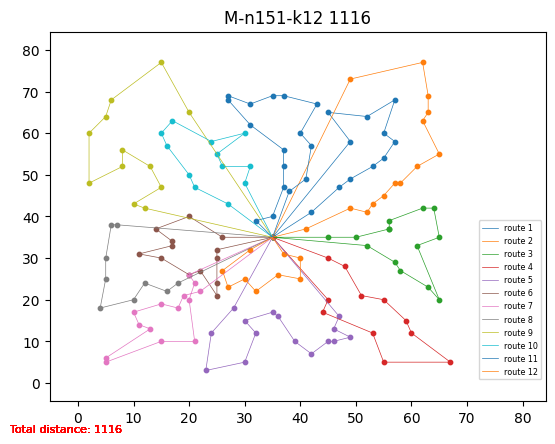 M-n151-k12 1116
80
70
60
50
40
30
20
10
0
0 10 20 30 40 50 60 70 80
route 1
route 2
route 3
route 4
route 5
route 6
route 7
route 8
route 9
route 10
route 11
route 12
Total distance: 1116